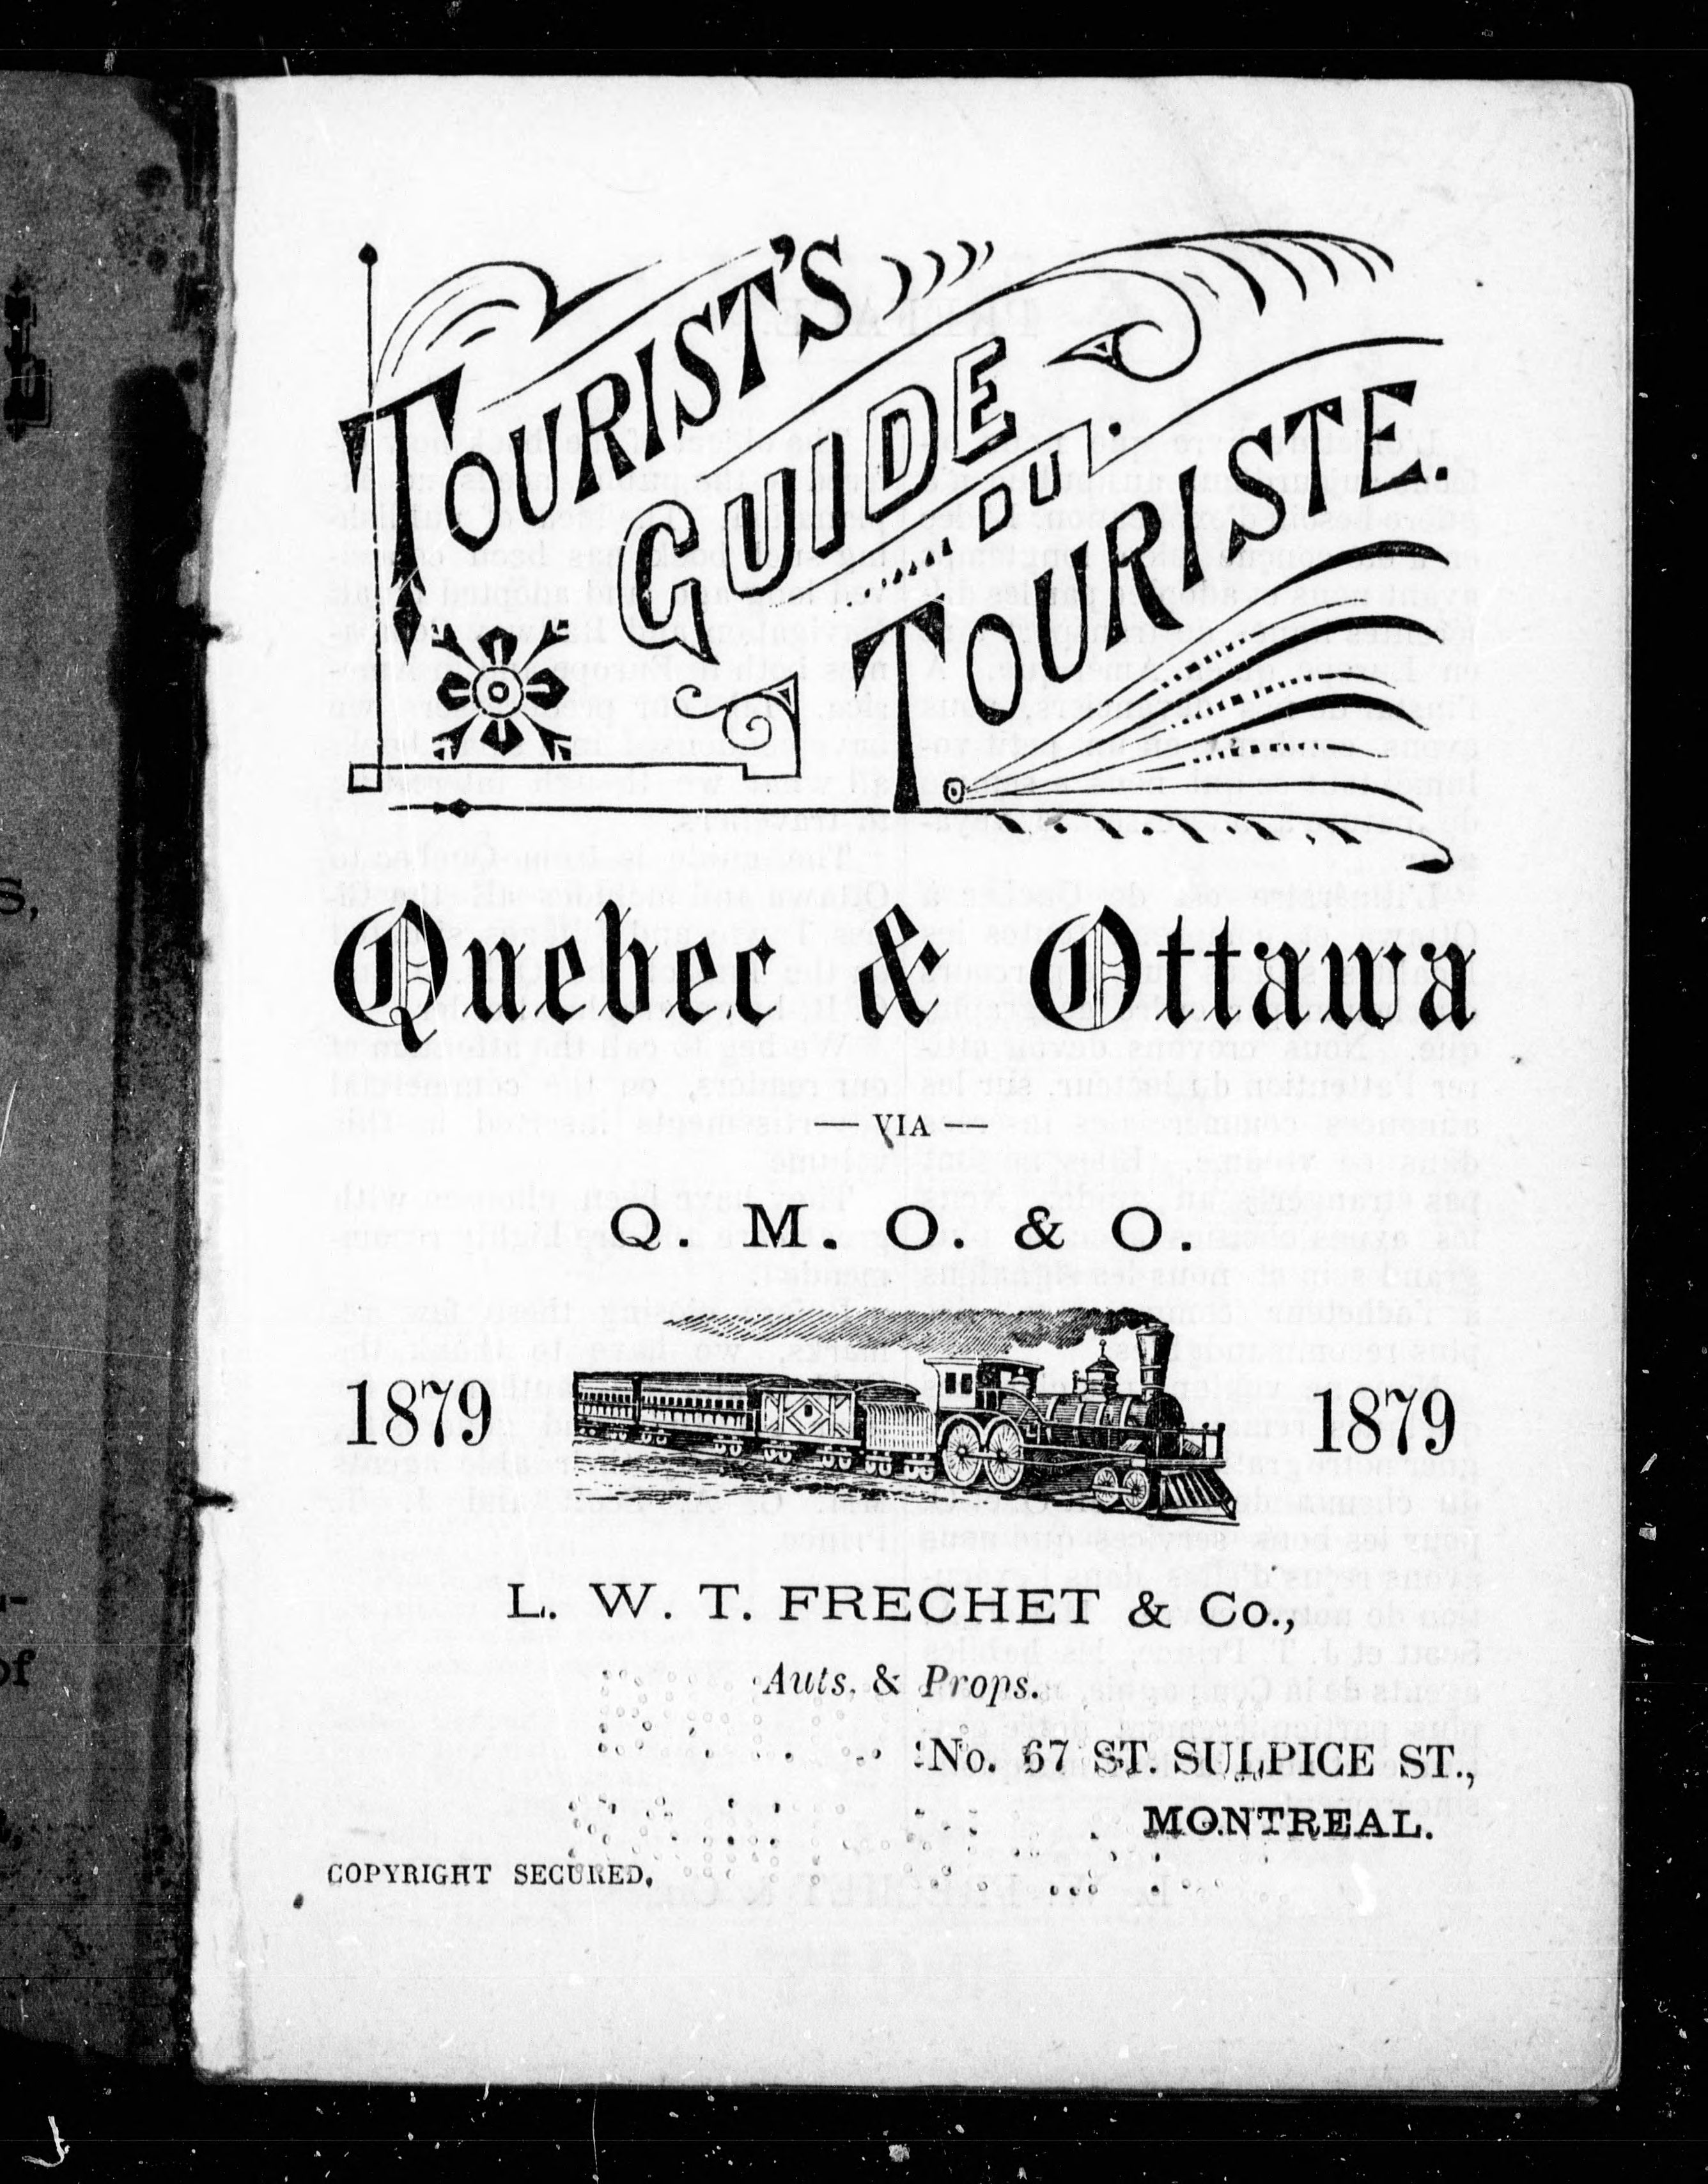 TOURIST'S
GUIDE
DU
TOURISTE.
Quebec & Ottawa
— VIA —
Q. M. O. & O.
1879 1879
L. W. T. FRECHET & Co.,
Auts. & Props.
No. 67 ST. SULPICE ST.,
MONTREAL.
COPYRIGHT SECURED.